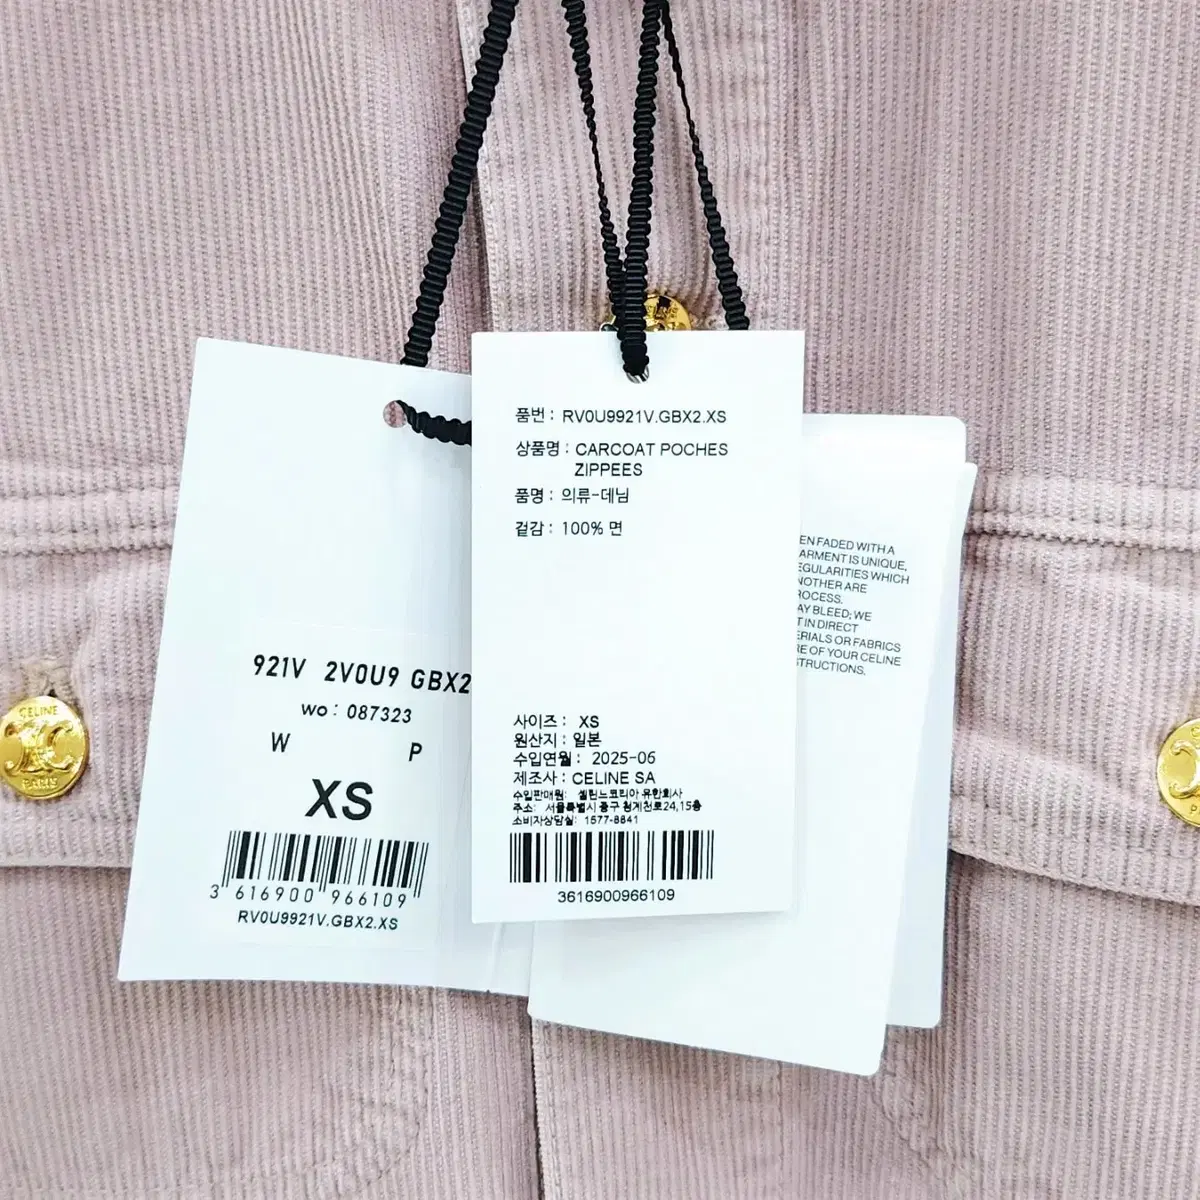 품번 : RV0U9921V.GBX2.XS
상품명 : CARCOAT POCHES
ZIPPEES
품명 : 의류-데님
겉감 : 100% 면
사이즈 : XS
원산지 : 일본
수입연월 : 2025-06
제조사 : CELINE SA
수입판매원: 셀린느코리아 유한회사
주소: 서울특별시 중구 청계천로24,15층
소비자상담실: 1577-8841
3616900966109
921V 2V0U9 GBX2
wo : 087323
W P
XS
3 616900 966109
RV0U9921V.GBX2.XS
EN FADED WITH A
ARMENT IS UNIQUE,
EGULARITIES WHICH
NOTHER ARE
ROCESS.
AY BLEED; WE
T IN DIRECT
ERIALS OR FABRICS
RE OF YOUR CELINE
STRUCTIONS.
CELINE
PARIS